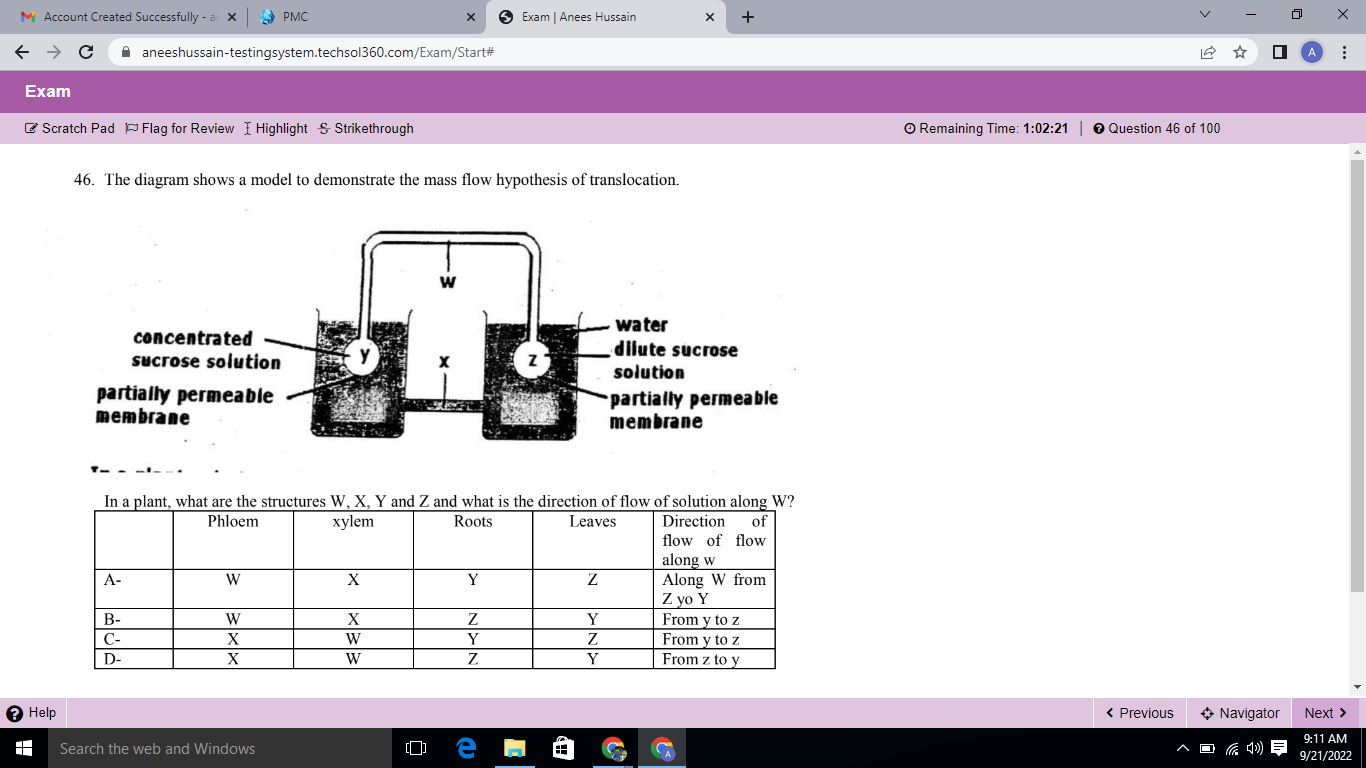 Account Created Successfully - a
PMC
Exam | Anees Hussain
aneeshussain-testingsystem.techsol360.com/Exam/Start#
A
Exam
Scratch Pad Flag for Review Highlight Strikethrough
Remaining Time: 1:02:21 | Question 46 of 100
46. The diagram shows a model to demonstrate the mass flow hypothesis of translocation.
W
concentrated
sucrose solution
partially permeable
membrane
Y
X
Z
water
dilute sucrose
solution
partially permeable
membrane
In a plant, what are the structures W, X, Y and Z and what is the direction of flow of solution along W?
Phloem xylem Roots Leaves Direction of
flow of flow
along w
A- W X Y Z Along W from
Z yo Y
B- W X Z Y From y to z
C- X W Y Z From y to z
D- X W Z Y From z to y
Help
Previous Navigator Next
Search the web and Windows
A
9:11 AM
9/21/2022